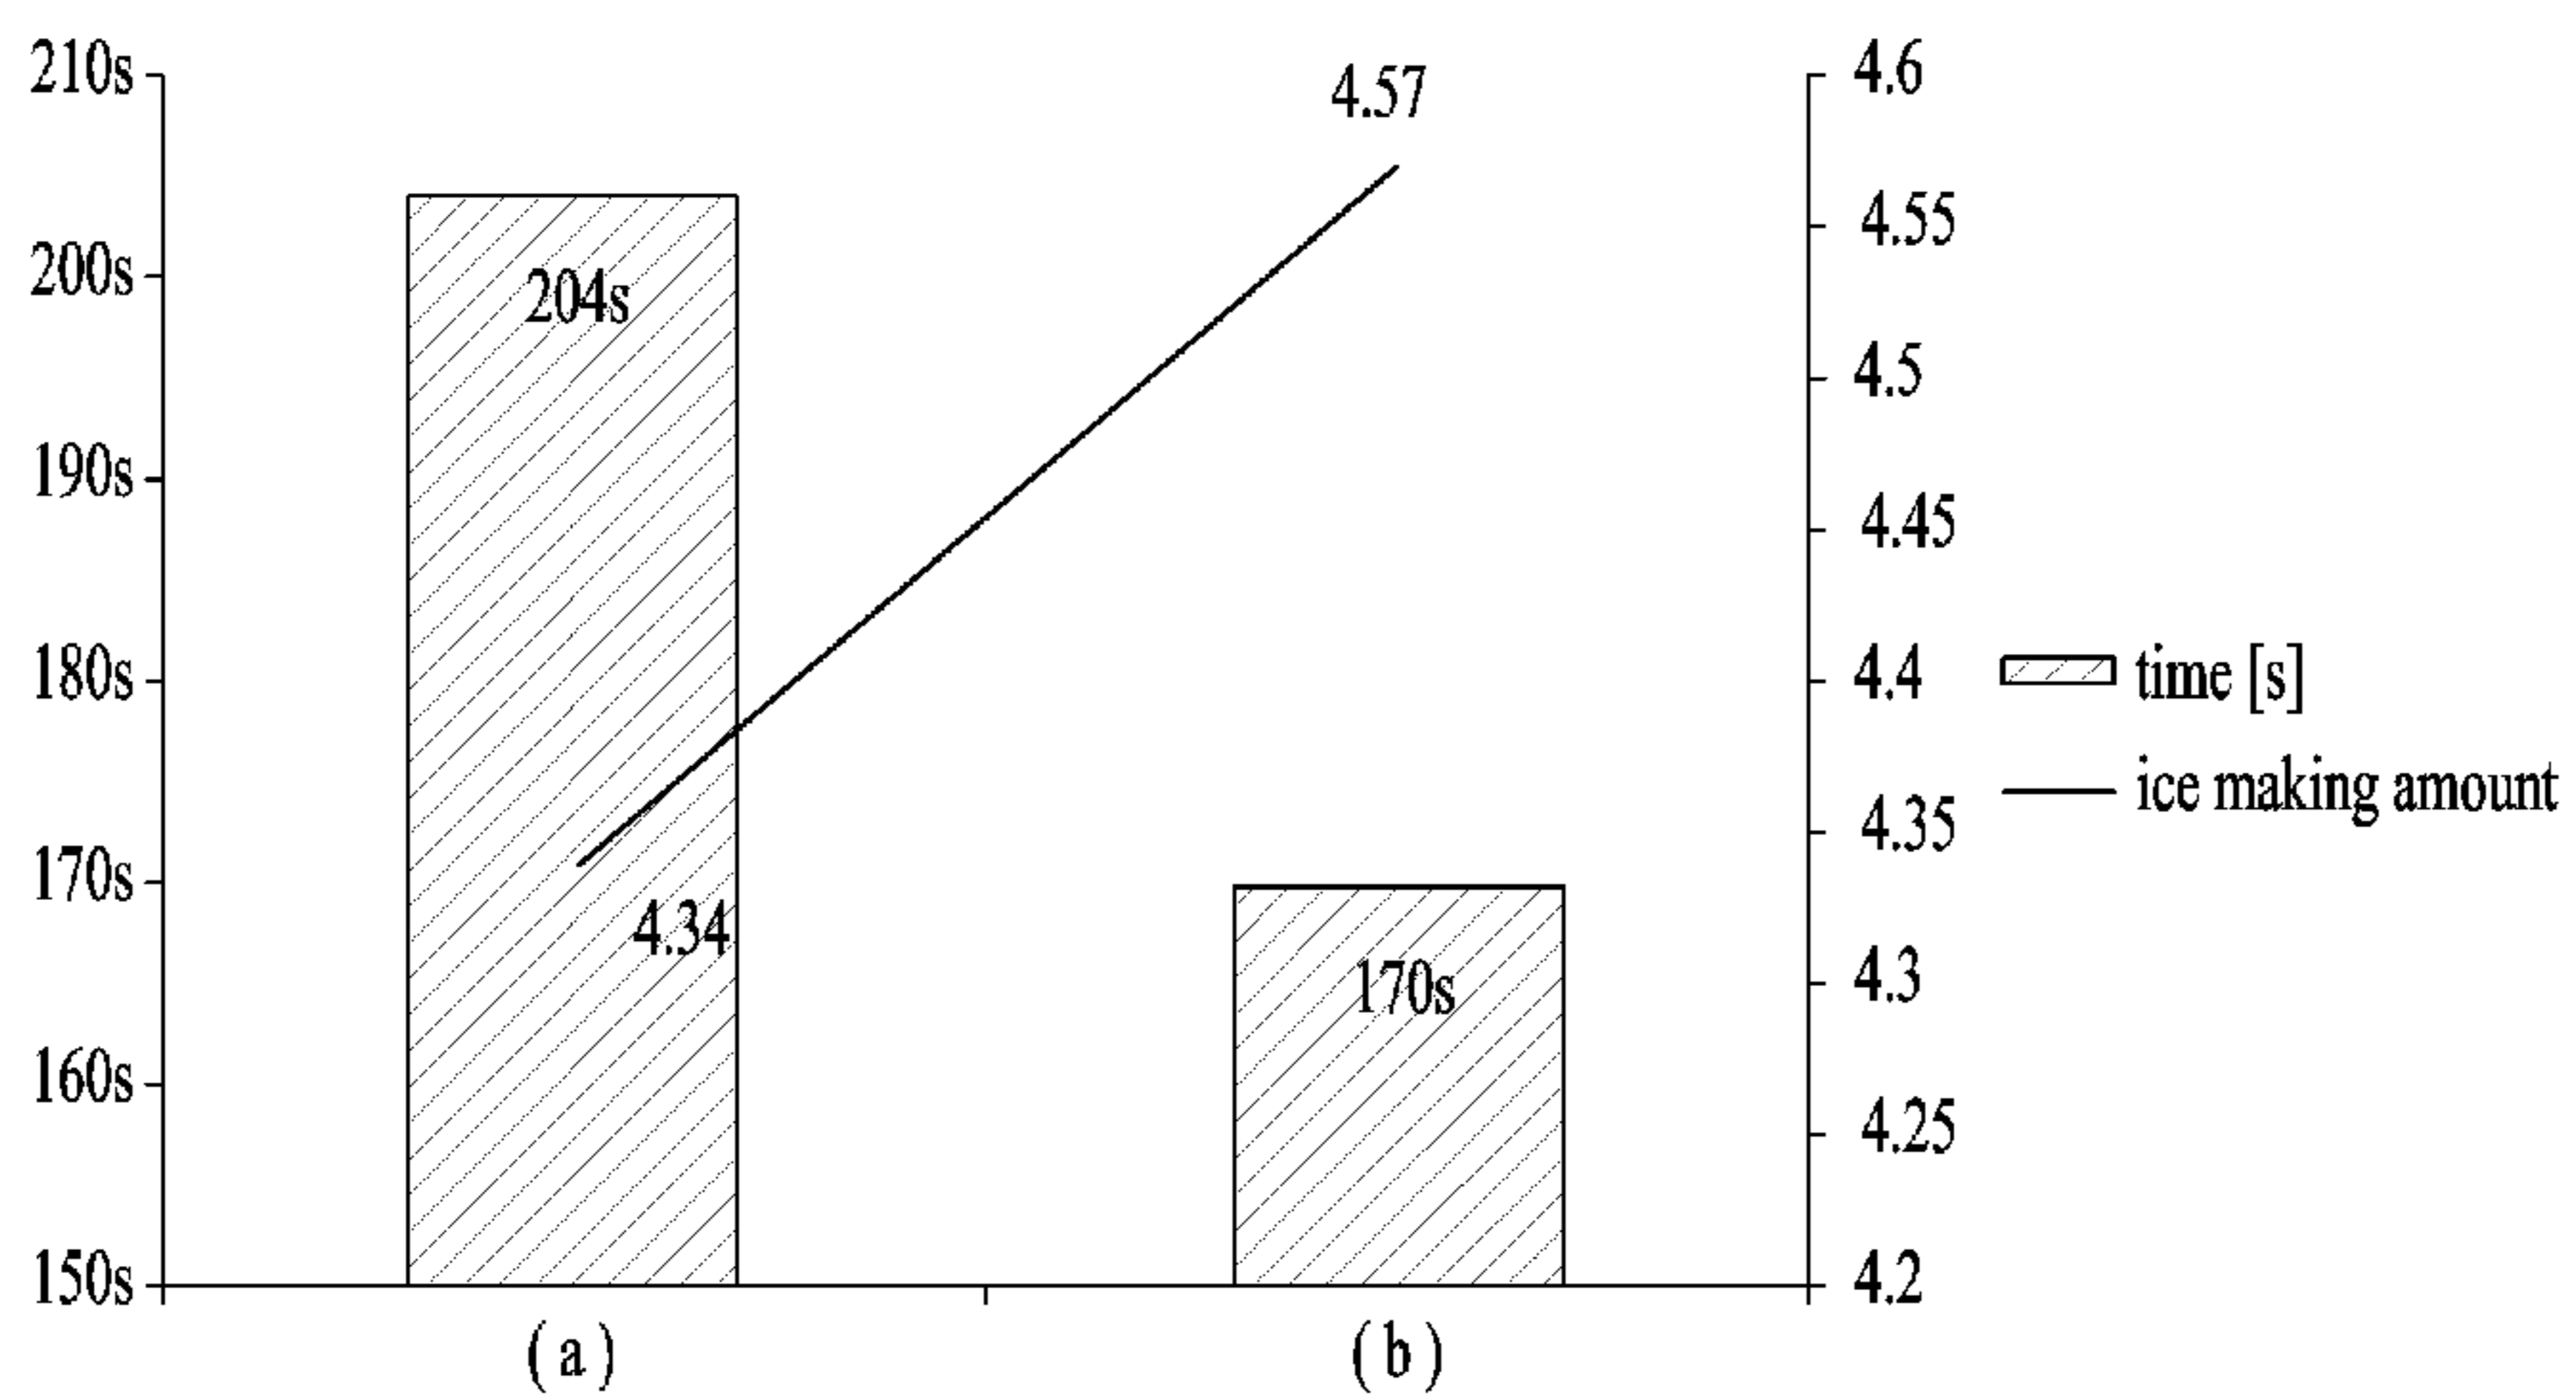 210s
200s
190s
180s
170s
160s
150s
204s
4.34
4.57
170s
4.6
4.55
4.5
4.45
4.4
4.35
4.3
4.25
4.2
time [s]
ice making amount
(a)
(b)